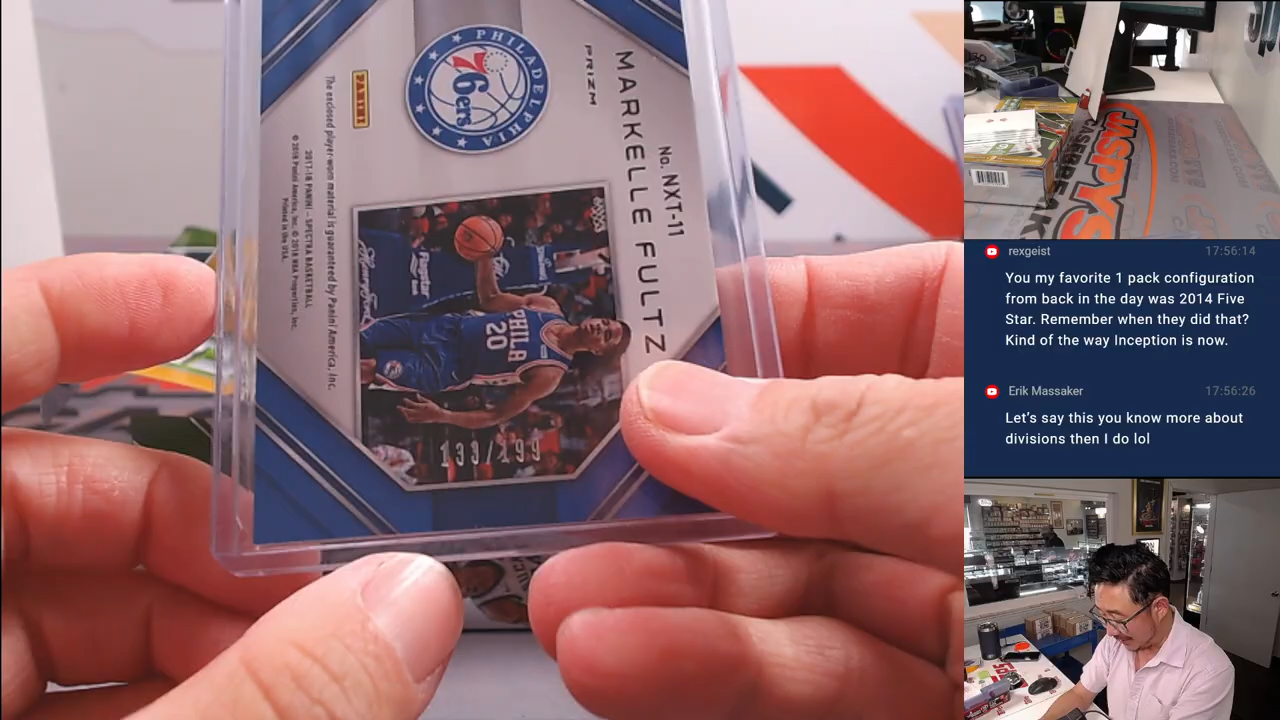 MARKELLE FULTZ
No. NXT-11
PRIZM
PHILADELPHIA
76ers
PANINI
PHILA
20
133/199
The enclosed player-worn material is guaranteed by Panini America, Inc.
2017-18 PANINI – SPECTRA BASKETBALL
© 2018 Panini America, Inc. © 2018 NBA Properties, Inc.
Printed in the USA.
JASPYS
rexgeist 17:56:14
You my favorite 1 pack configuration
from back in the day was 2014 Five
Star. Remember when they did that?
Kind of the way Inception is now.
Erik Massaker 17:56:26
Let's say this you know more about
divisions then I do lol